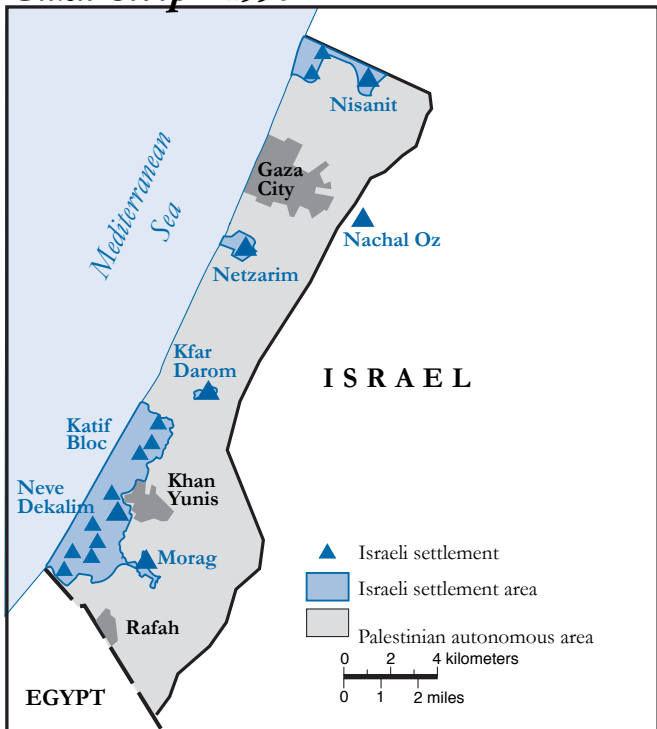 Nisanit
Mediterranean
Sea
Gaza
City
Nachal Oz
Netzarim
Kfar
Darom
ISRAEL
Katif
Bloc
Khan
Yunis
Neve
Dekalim
Morag
Israeli settlement
Israeli settlement area
Palestinian autonomous area
Rafah
0 2 4 kilometers
0 1 2 miles
EGYPT